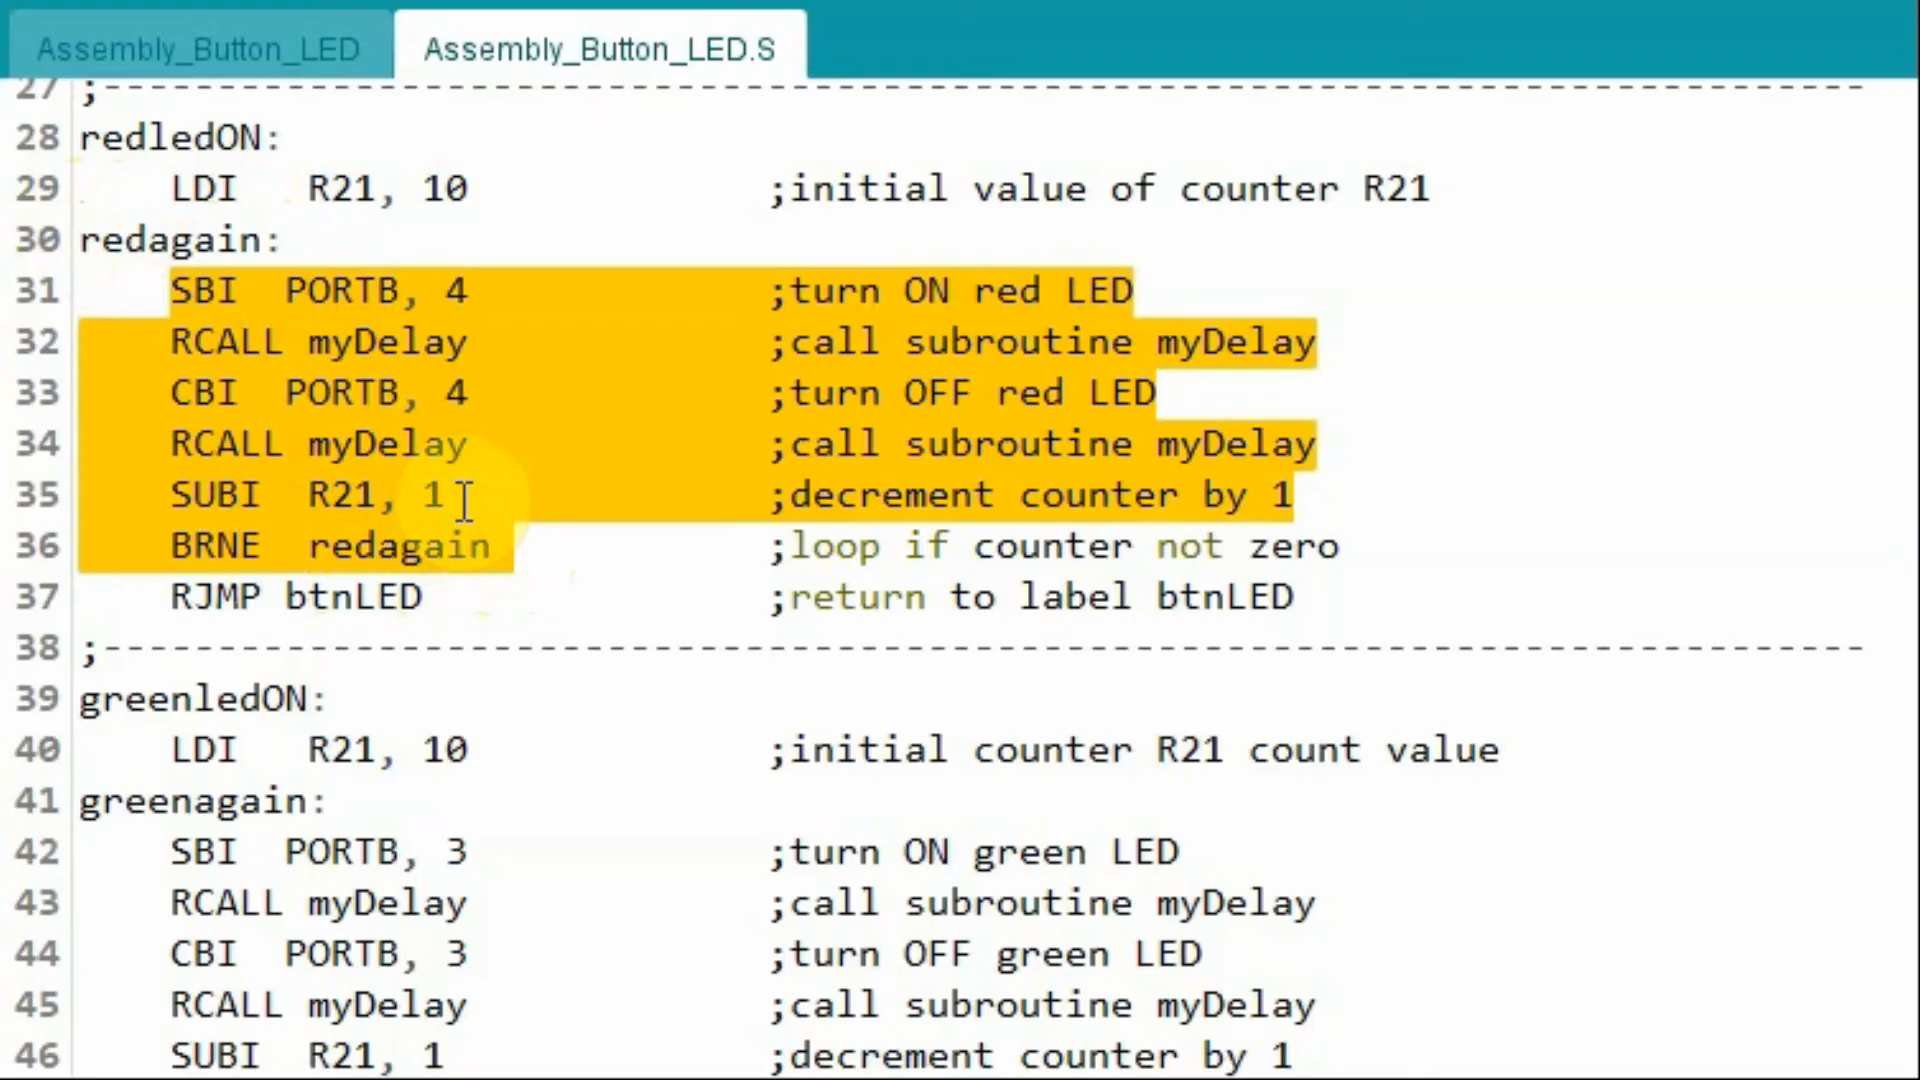 Assembly_Button_LED Assembly_Button_LED.S
27 ;-----------------------------------------------------------------------------
28 redledON:
29     LDI   R21, 10             ;initial value of counter R21
30 redagain:
31     SBI  PORTB, 4             ;turn ON red LED
32     RCALL myDelay             ;call subroutine myDelay
33     CBI  PORTB, 4             ;turn OFF red LED
34     RCALL myDelay             ;call subroutine myDelay
35     SUBI  R21, 1              ;decrement counter by 1
36     BRNE  redagain            ;loop if counter not zero
37     RJMP btnLED               ;return to label btnLED
38 ;-----------------------------------------------------------------------------
39 greenledON:
40     LDI   R21, 10             ;initial counter R21 count value
41 greenagain:
42     SBI  PORTB, 3             ;turn ON green LED
43     RCALL myDelay             ;call subroutine myDelay
44     CBI  PORTB, 3             ;turn OFF green LED
45     RCALL myDelay             ;call subroutine myDelay
46     SUBI  R21, 1              ;decrement counter by 1